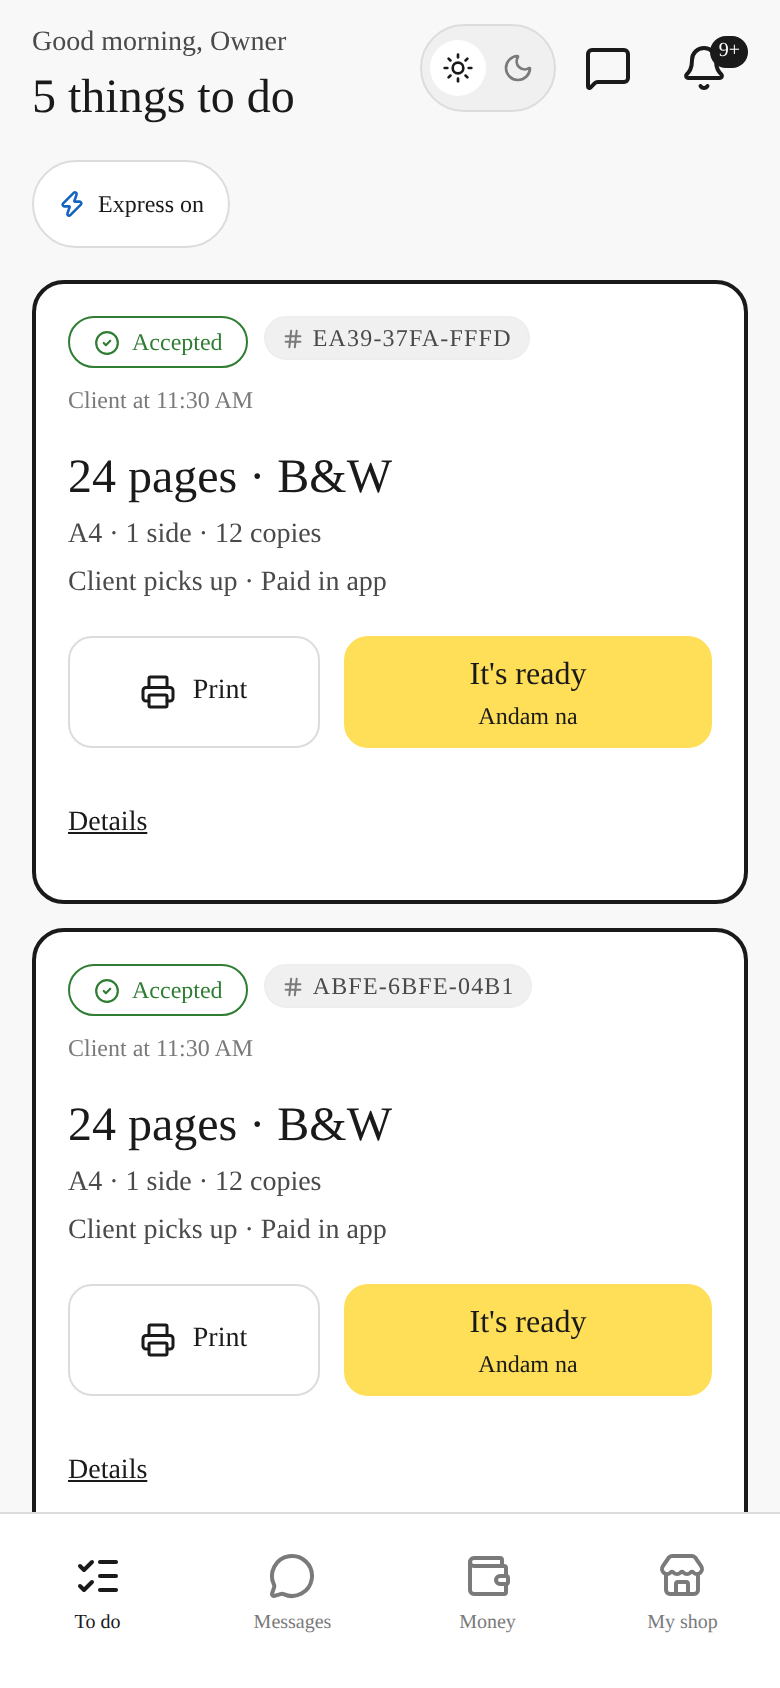 Good morning, Owner
5 things to do
9+
Express on
Accepted
# EA39-37FA-FFFD
Client at 11:30 AM
24 pages · B&W
A4 · 1 side · 12 copies
Client picks up · Paid in app
Print
It's ready
Andam na
Details
Accepted
# ABFE-6BFE-04B1
Client at 11:30 AM
24 pages · B&W
A4 · 1 side · 12 copies
Client picks up · Paid in app
Print
It's ready
Andam na
Details
To do
Messages
Money
My shop